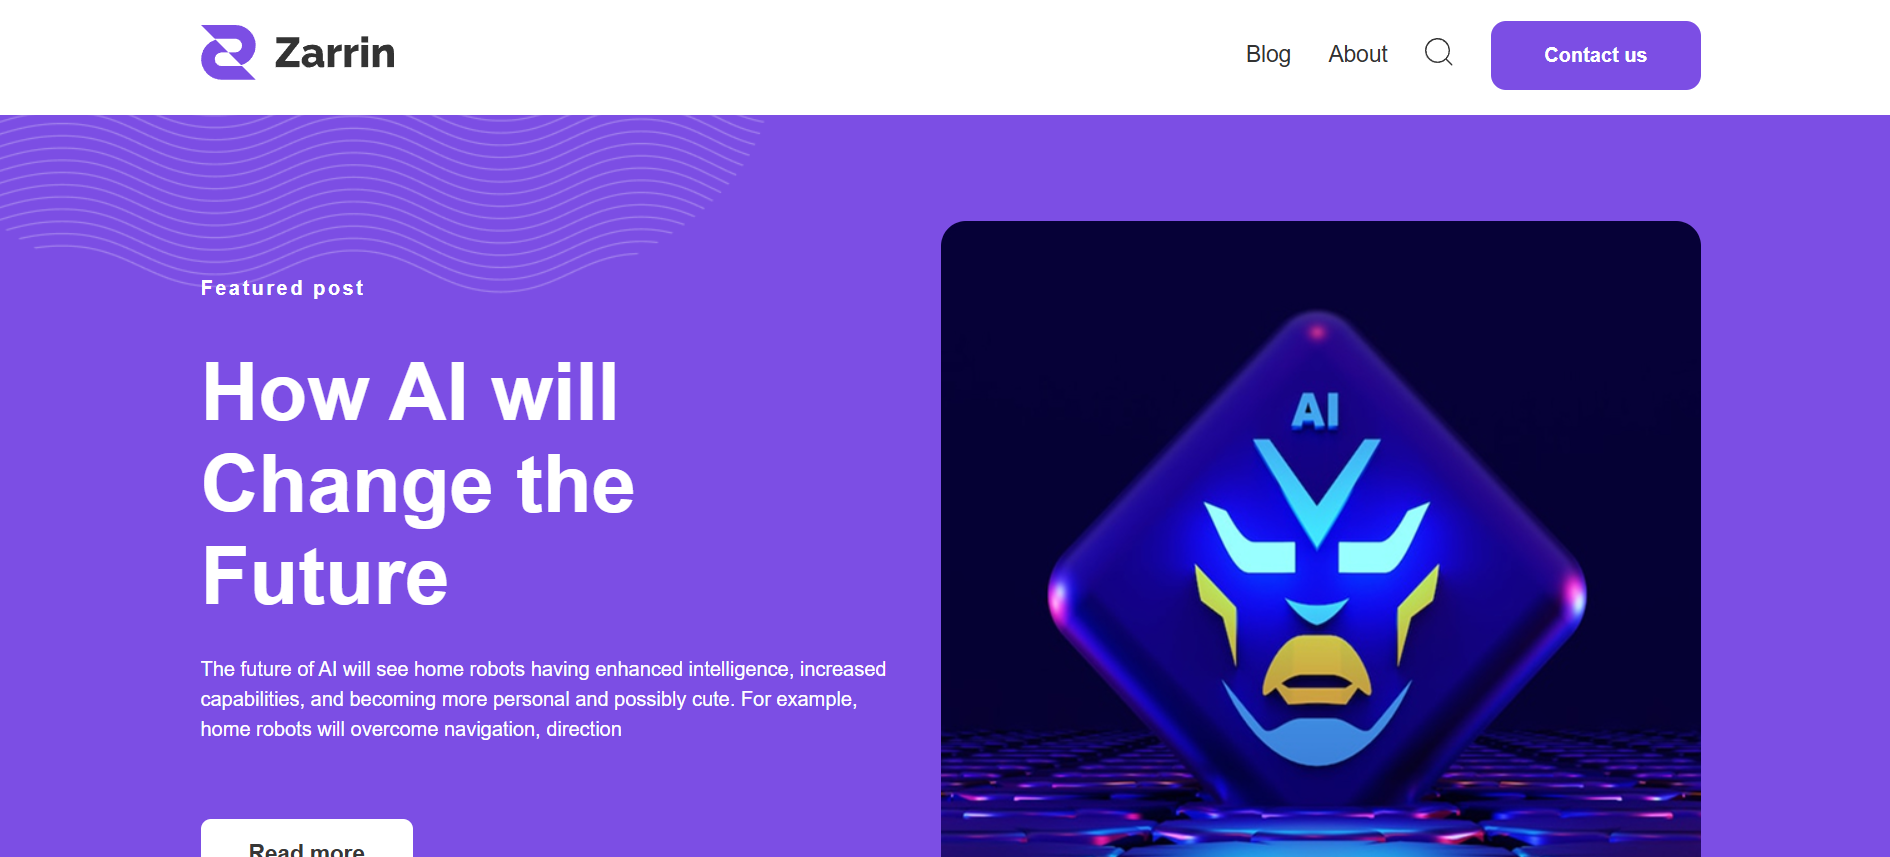 Zarrin
Blog
About
Contact us
Featured post
How AI will
Change the
Future
The future of AI will see home robots having enhanced intelligence, increased
capabilities, and becoming more personal and possibly cute. For example,
home robots will overcome navigation, direction
Read more
AI